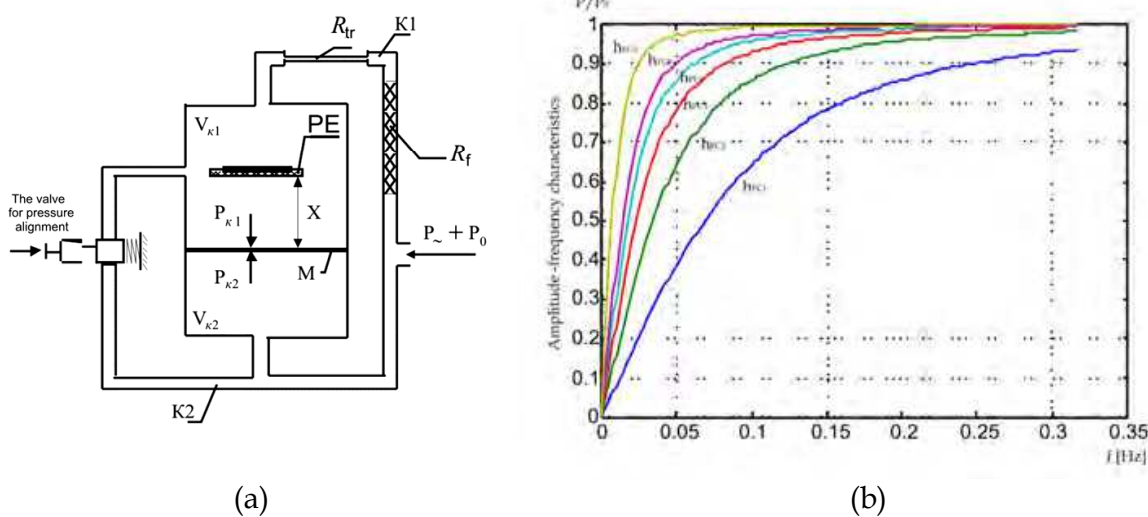 R_tr
K1
V_κ1
PE
R_f
The valve
for pressure
alignment
P_κ1
X
P_~ + P_0
P_κ2
M
V_κ2
K2
(a)
Amplitude-frequency characteristics
1
0.9
0.8
0.7
0.6
0.5
0.4
0.3
0.2
0.1
0
0
0.05
0.1
0.15
0.2
0.25
0.3
0.35
f [Hz]
(b)